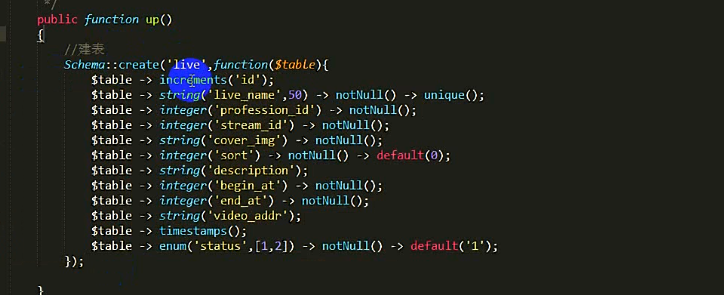 */
public function up()
{
//建表
Schema::create('live',function($table){
$table -> increments('id');
$table -> string('live_name',50) -> notNull() -> unique();
$table -> integer('profession_id') -> notNull();
$table -> integer('stream_id') -> notNull();
$table -> string('cover_img') -> notNull();
$table -> integer('sort') -> notNull() -> default(0);
$table -> string('description');
$table -> integer('begin_at') -> notNull();
$table -> integer('end_at') -> notNull();
$table -> string('video_addr');
$table -> timestamps();
$table -> enum('status',[1,2]) -> notNull() -> default('1');
});
}